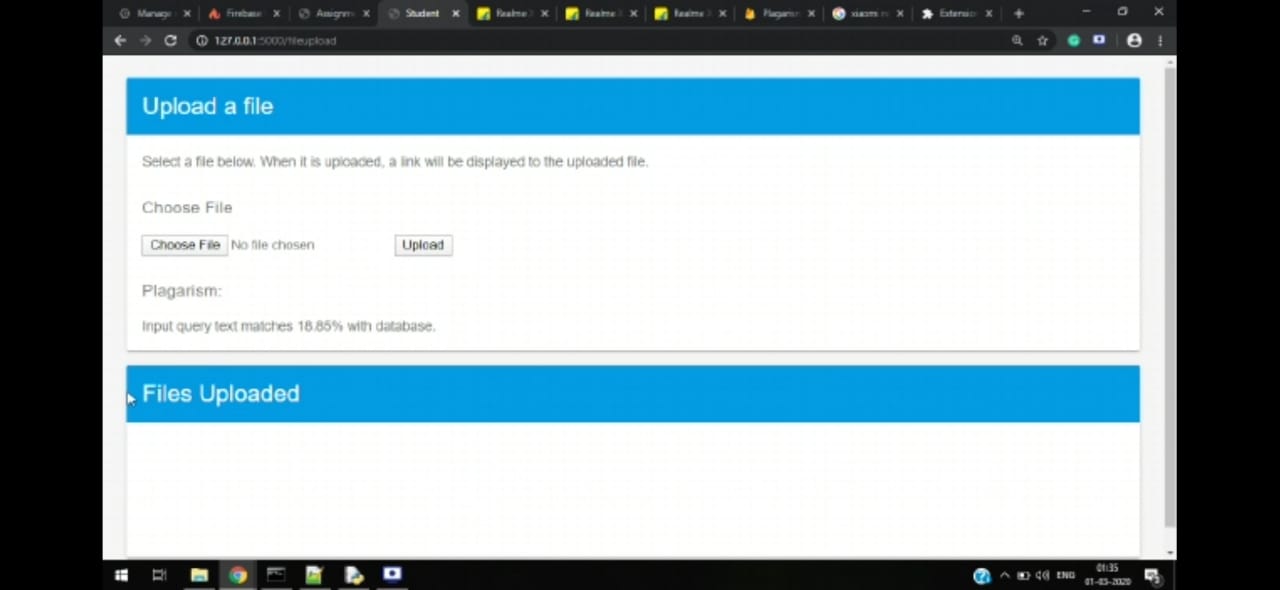 Manage
Firebase
Student
Realme
Realme
Realme
Plagaris
Extensio
127.0.0.1:5000/fileupload
Upload a file
Select a file below. When it is uploaded, a link will be displayed to the uploaded file.
Choose File
Choose File No file chosen Upload
Plagarism:
Input query text matches 18.85% with database.
Files Uploaded
ENG
01:35
01-03-2020